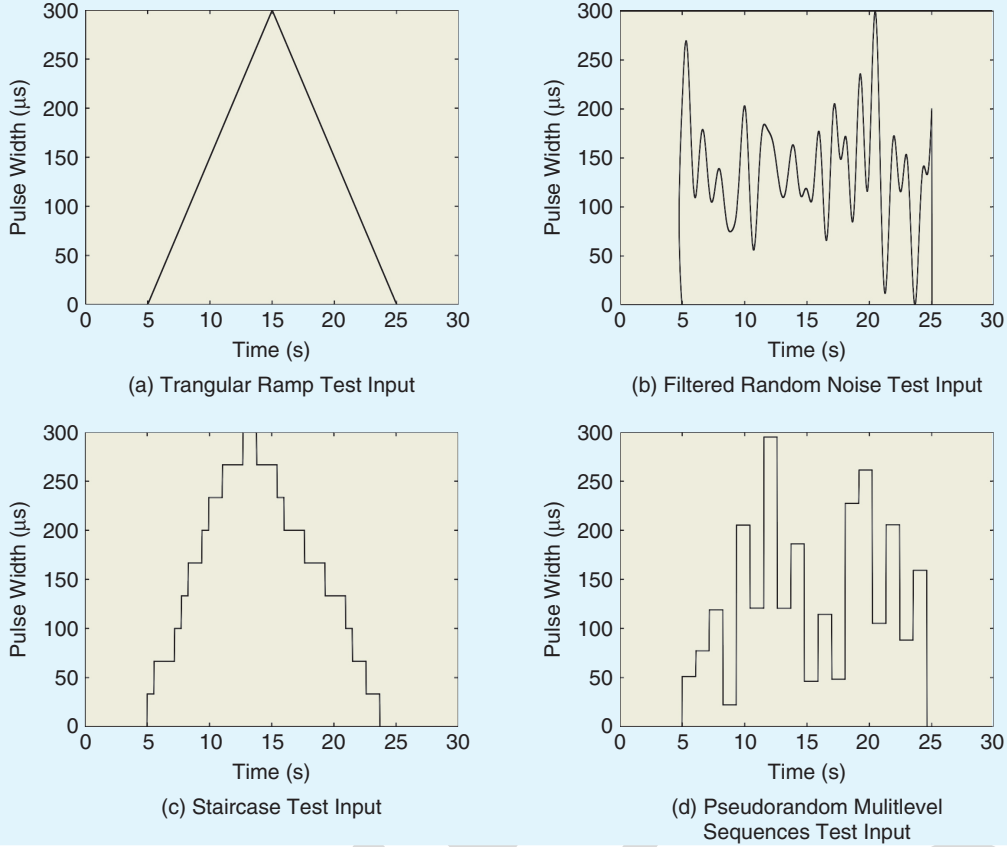 300
250
200
150
100
50
0
Pulse Width (μs)
0 5 10 15 20 25 30
Time (s)
(a) Trangular Ramp Test Input
300
250
200
150
100
50
0
Pulse Width (μs)
0 5 10 15 20 25 30
Time (s)
(b) Filtered Random Noise Test Input
300
250
200
150
100
50
0
Pulse Width (μs)
0 5 10 15 20 25 30
Time (s)
(c) Staircase Test Input
300
250
200
150
100
50
0
Pulse Width (μs)
0 5 10 15 20 25 30
Time (s)
(d) Pseudorandom Mulitlevel
Sequences Test Input